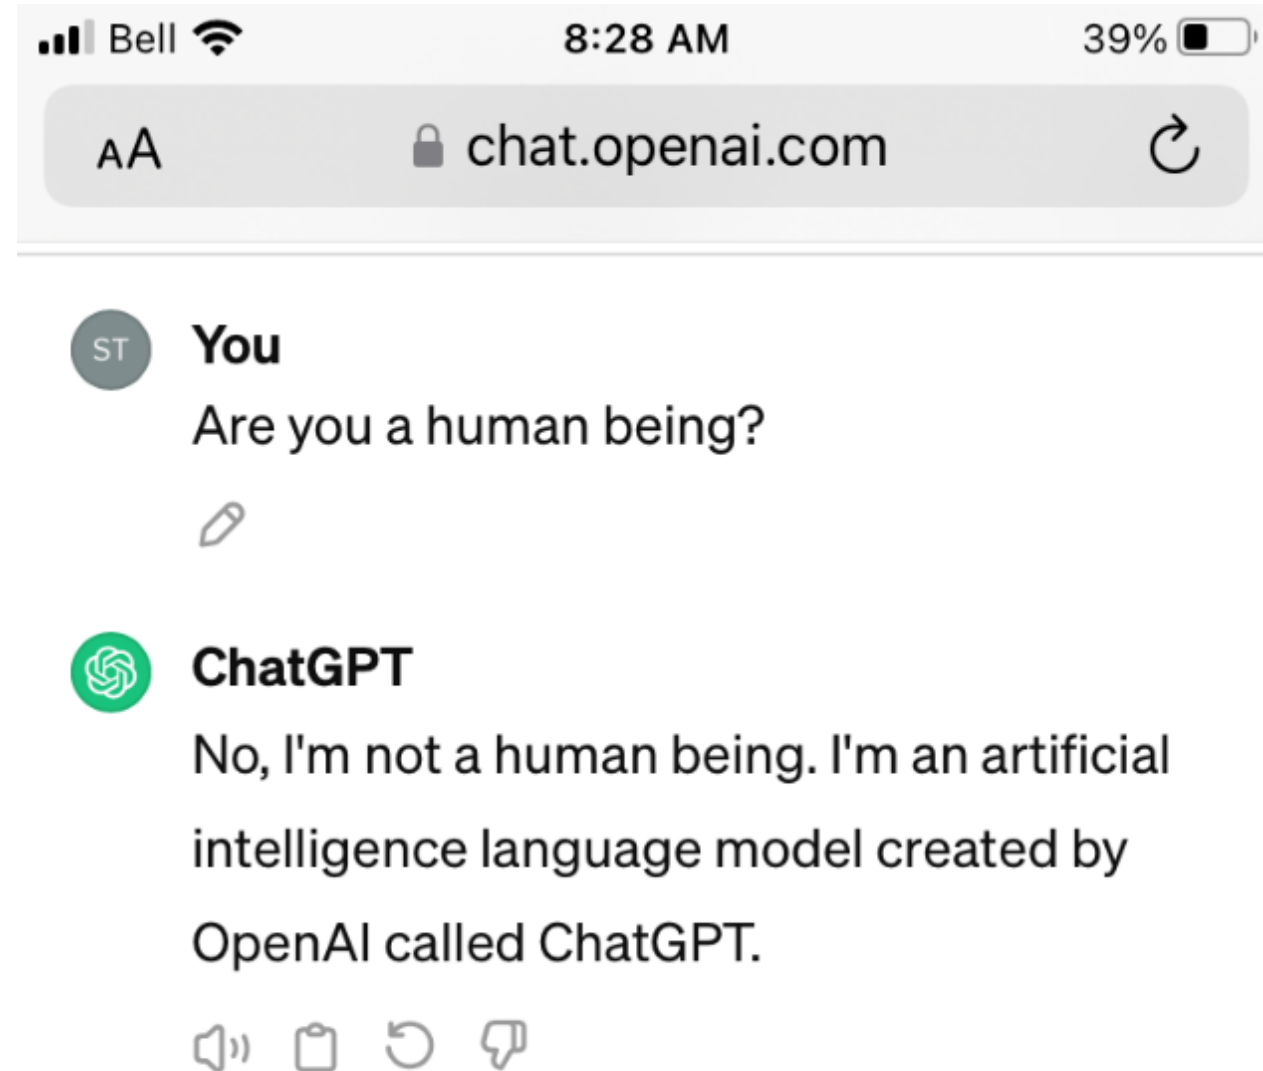 Bell 8:28 AM 39%
AA chat.openai.com
ST You
Are you a human being?
ChatGPT
No, I'm not a human being. I'm an artificial
intelligence language model created by
OpenAI called ChatGPT.